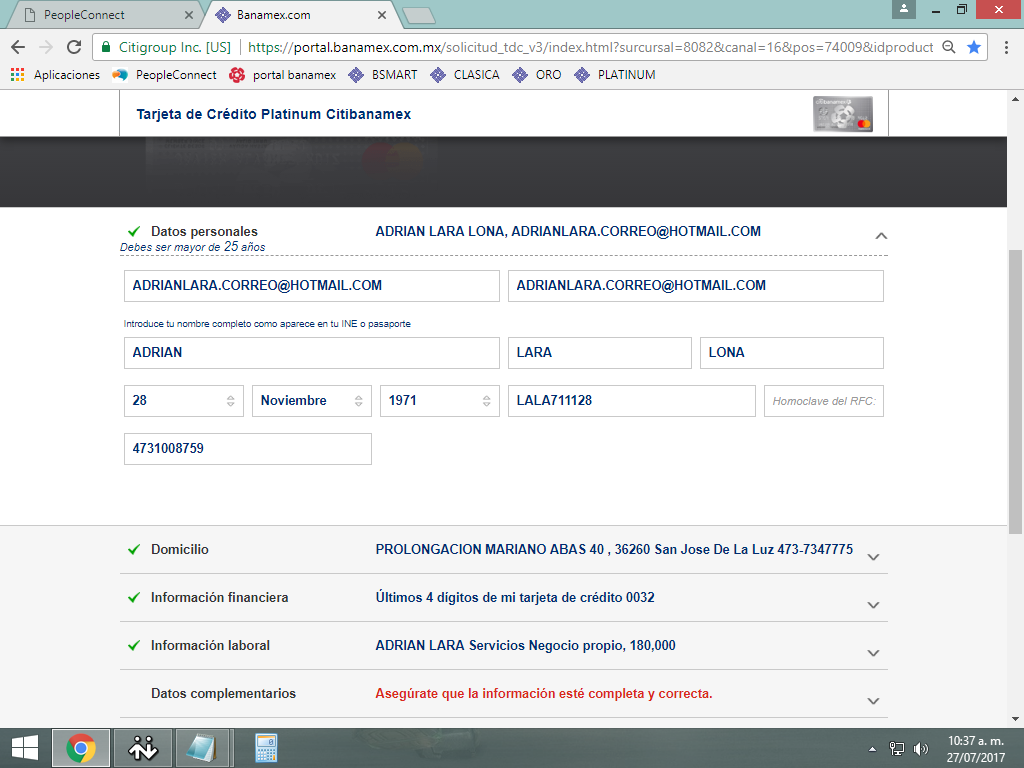 PeopleConnect
Banamex.com
Citigroup Inc. [US]
https://portal.banamex.com.mx/solicitud_tdc_v3/index.html?surcursal=8082&canal=16&pos=74009&idproduct
Aplicaciones PeopleConnect portal banamex BSMART CLASICA ORO PLATINUM
Tarjeta de Crédito Platinum Citibanamex
citibanamex
Datos personales ADRIAN LARA LONA, ADRIANLARA.CORREO@HOTMAIL.COM
Debes ser mayor de 25 años
ADRIANLARA.CORREO@HOTMAIL.COM ADRIANLARA.CORREO@HOTMAIL.COM
Introduce tu nombre completo como aparece en tu INE o pasaporte
ADRIAN LARA LONA
28 Noviembre 1971 LALA711128 Homoclave del RFC:
4731008759
Domicilio PROLONGACION MARIANO ABAS 40 , 36260 San Jose De La Luz 473-7347775
Información financiera Últimos 4 dígitos de mi tarjeta de crédito 0032
Información laboral ADRIAN LARA Servicios Negocio propio, 180,000
Datos complementarios Asegúrate que la información esté completa y correcta.
10:37 a. m.
27/07/2017